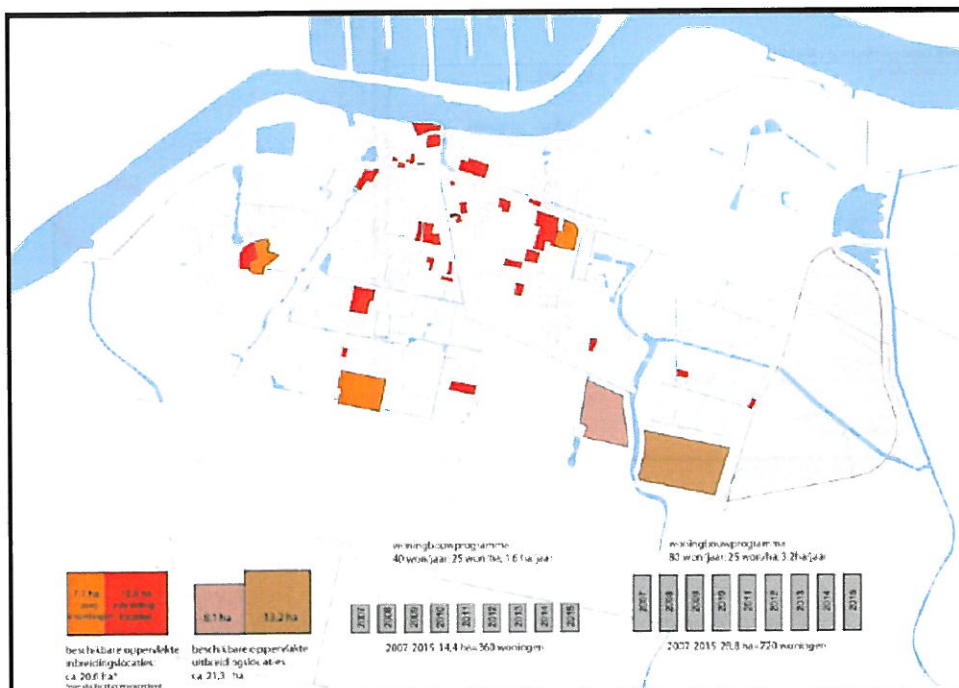 woningbouwprogramma
40 won/jaar; 25 won/ha; 1.6 ha/jaar
2007
2008
2009
2010
2011
2012
2013
2014
2015
2007-2015: 14,4 ha=360 woningen
woningbouwprogramma
80 won/jaar; 25 won/ha; 3.2ha/jaar
2007
2008
2009
2010
2011
2012
2013
2014
2015
2007-2015: 28,8 ha=720 woningen
ha
ha
8,1 ha
13,2 ha
beschikbare oppervlakte
inbreidingslocaties:
ca. 20,6 ha*
beschikbare oppervlakte
uitbreidingslocaties
ca. 21,3 ha